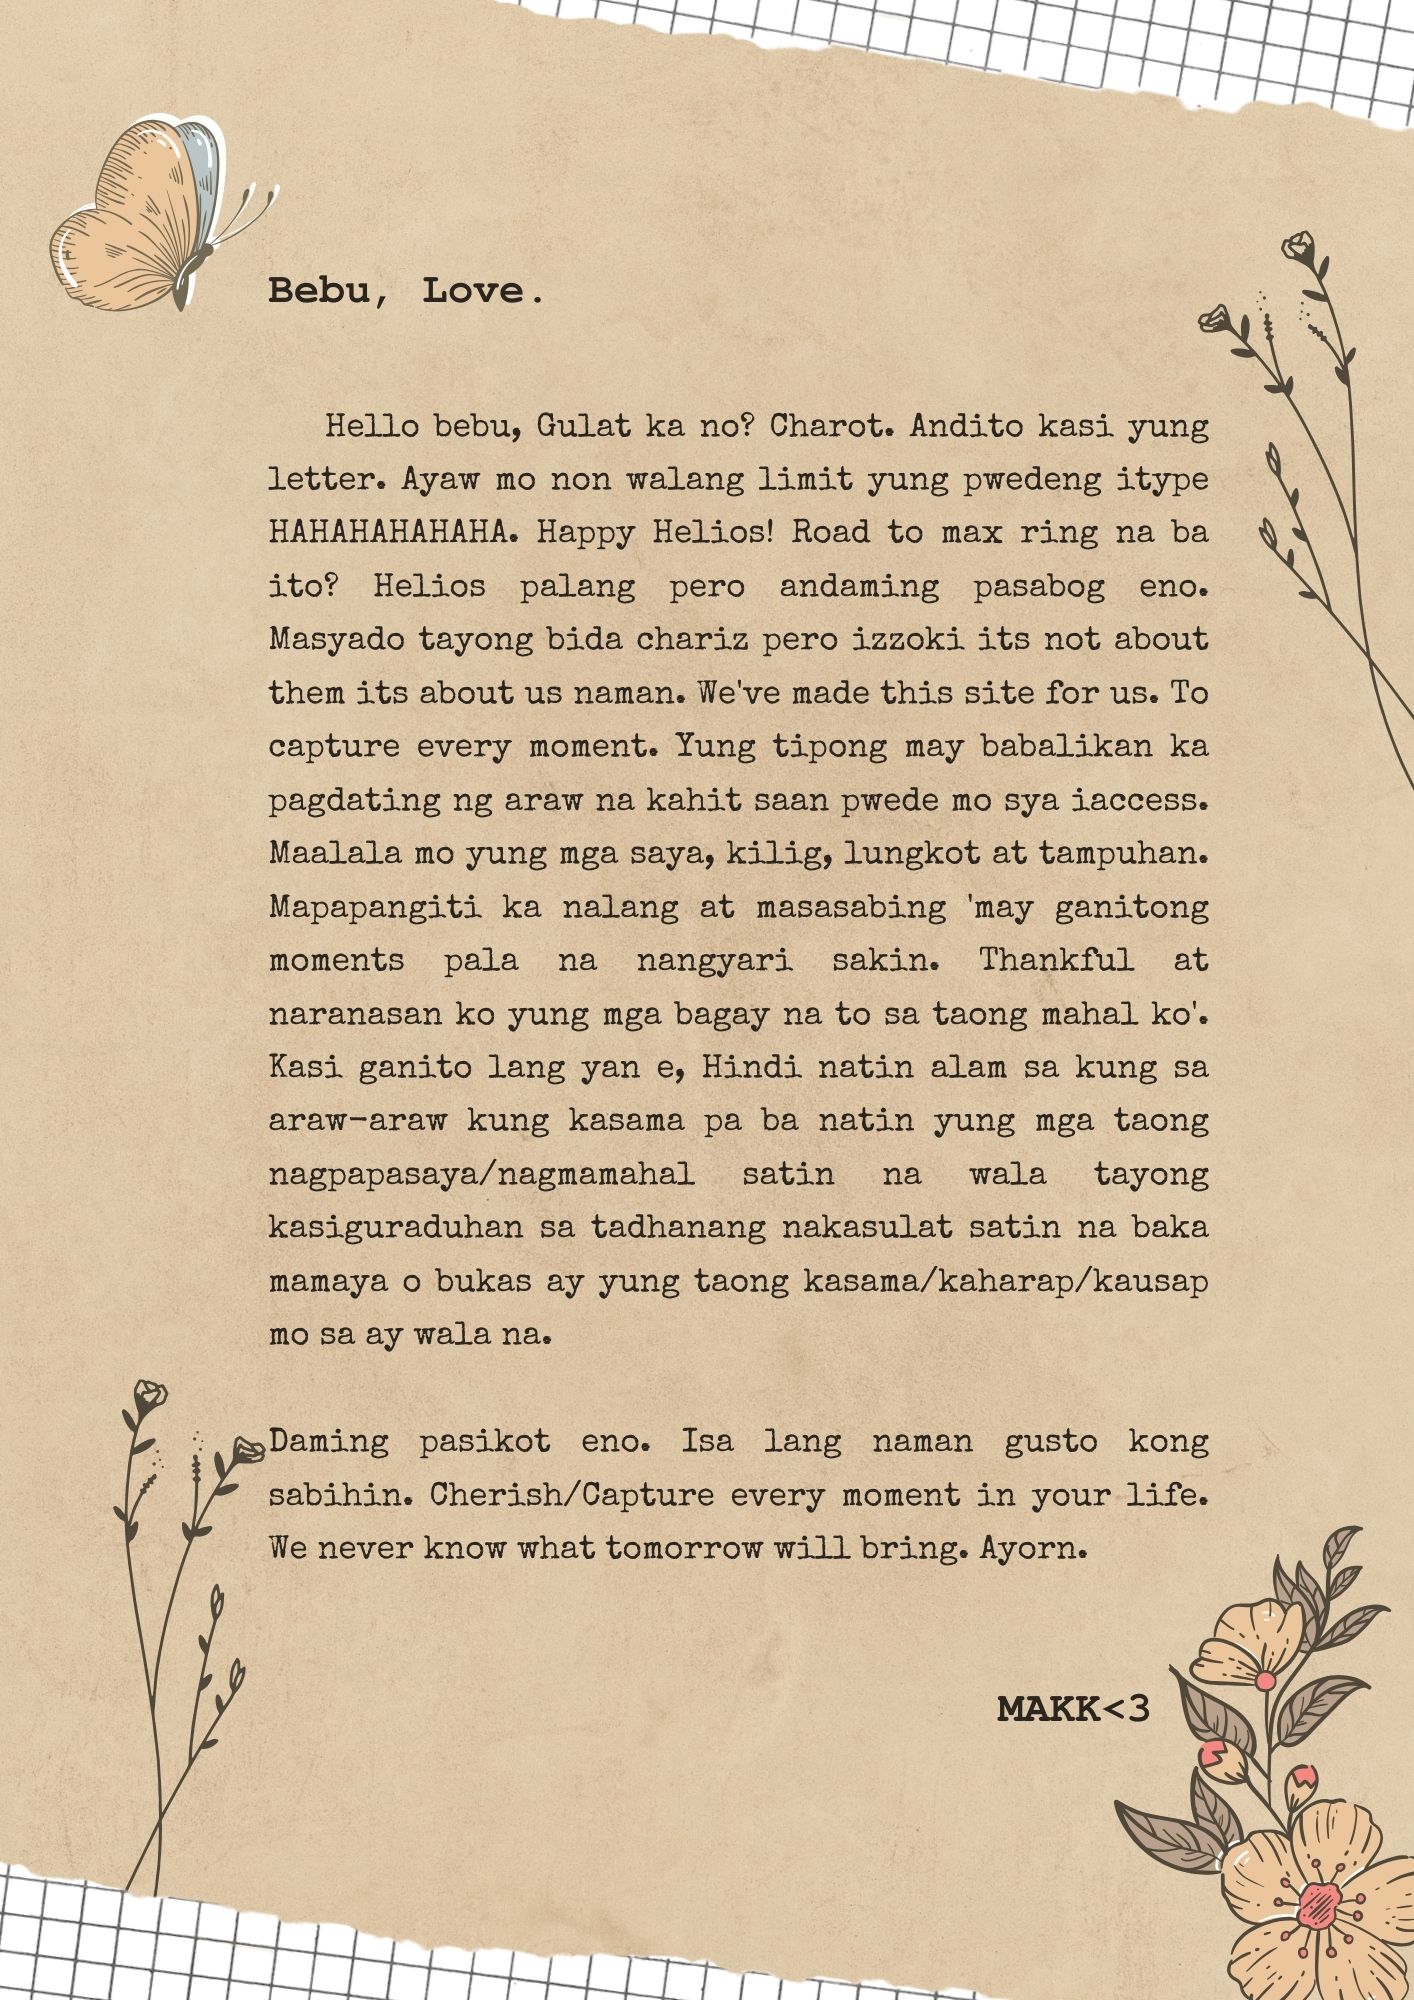 Bebu, Love.
Hello bebu, Gulat ka no? Charot. Andito kasi yung
letter. Ayaw mo non walang limit yung pwedeng itype
HAHAHAHAHAHA. Happy Helios! Road to max ring na ba
ito? Helios palang pero andaming pasabog eno.
Masyado tayong bida chariz pero izzoki its not about
them its about us naman. We've made this site for us. To
capture every moment. Yung tipong may babalikan ka
pagdating ng araw na kahit saan pwede mo sya iaccess.
Maalala mo yung mga saya, kilig, lungkot at tampuhan.
Mapapangiti ka nalang at masasabing 'may ganitong
moments pala na nangyari sakin. Thankful at
naranasan ko yung mga bagay na to sa taong mahal ko'.
Kasi ganito lang yan e, Hindi natin alam sa kung sa
araw-araw kung kasama pa ba natin yung mga taong
nagpapasaya/nagmamahal satin na wala tayong
kasiguraduhan sa tadhanang nakasulat satin na baka
mamaya o bukas ay yung taong kasama/kaharap/kausap
mo sa ay wala na.
Daming pasikot eno. Isa lang naman gusto kong
sabihin. Cherish/Capture every moment in your life.
We never know what tomorrow will bring. Ayorn.
MAKK<3